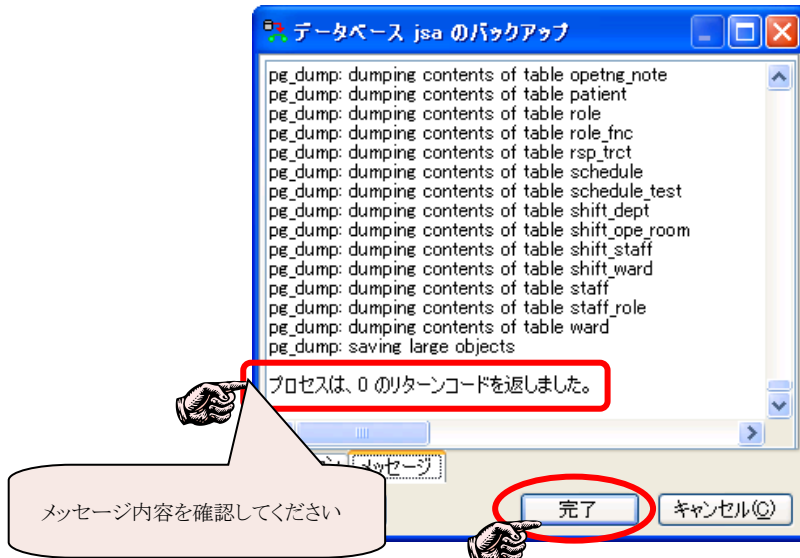 データベース jsa のバックアップ
pg_dump: dumping contents of table opetng_note
pg_dump: dumping contents of table patient
pg_dump: dumping contents of table role
pg_dump: dumping contents of table role_fnc
pg_dump: dumping contents of table rsp_trct
pg_dump: dumping contents of table schedule
pg_dump: dumping contents of table schedule_test
pg_dump: dumping contents of table shift_dept
pg_dump: dumping contents of table shift_ope_room
pg_dump: dumping contents of table shift_staff
pg_dump: dumping contents of table shift_ward
pg_dump: dumping contents of table staff
pg_dump: dumping contents of table staff_role
pg_dump: dumping contents of table ward
pg_dump: saving large objects
プロセスは、0 のリターンコードを返しました。
メッセージ
メッセージ内容を確認してください
完了
キャンセル(C)